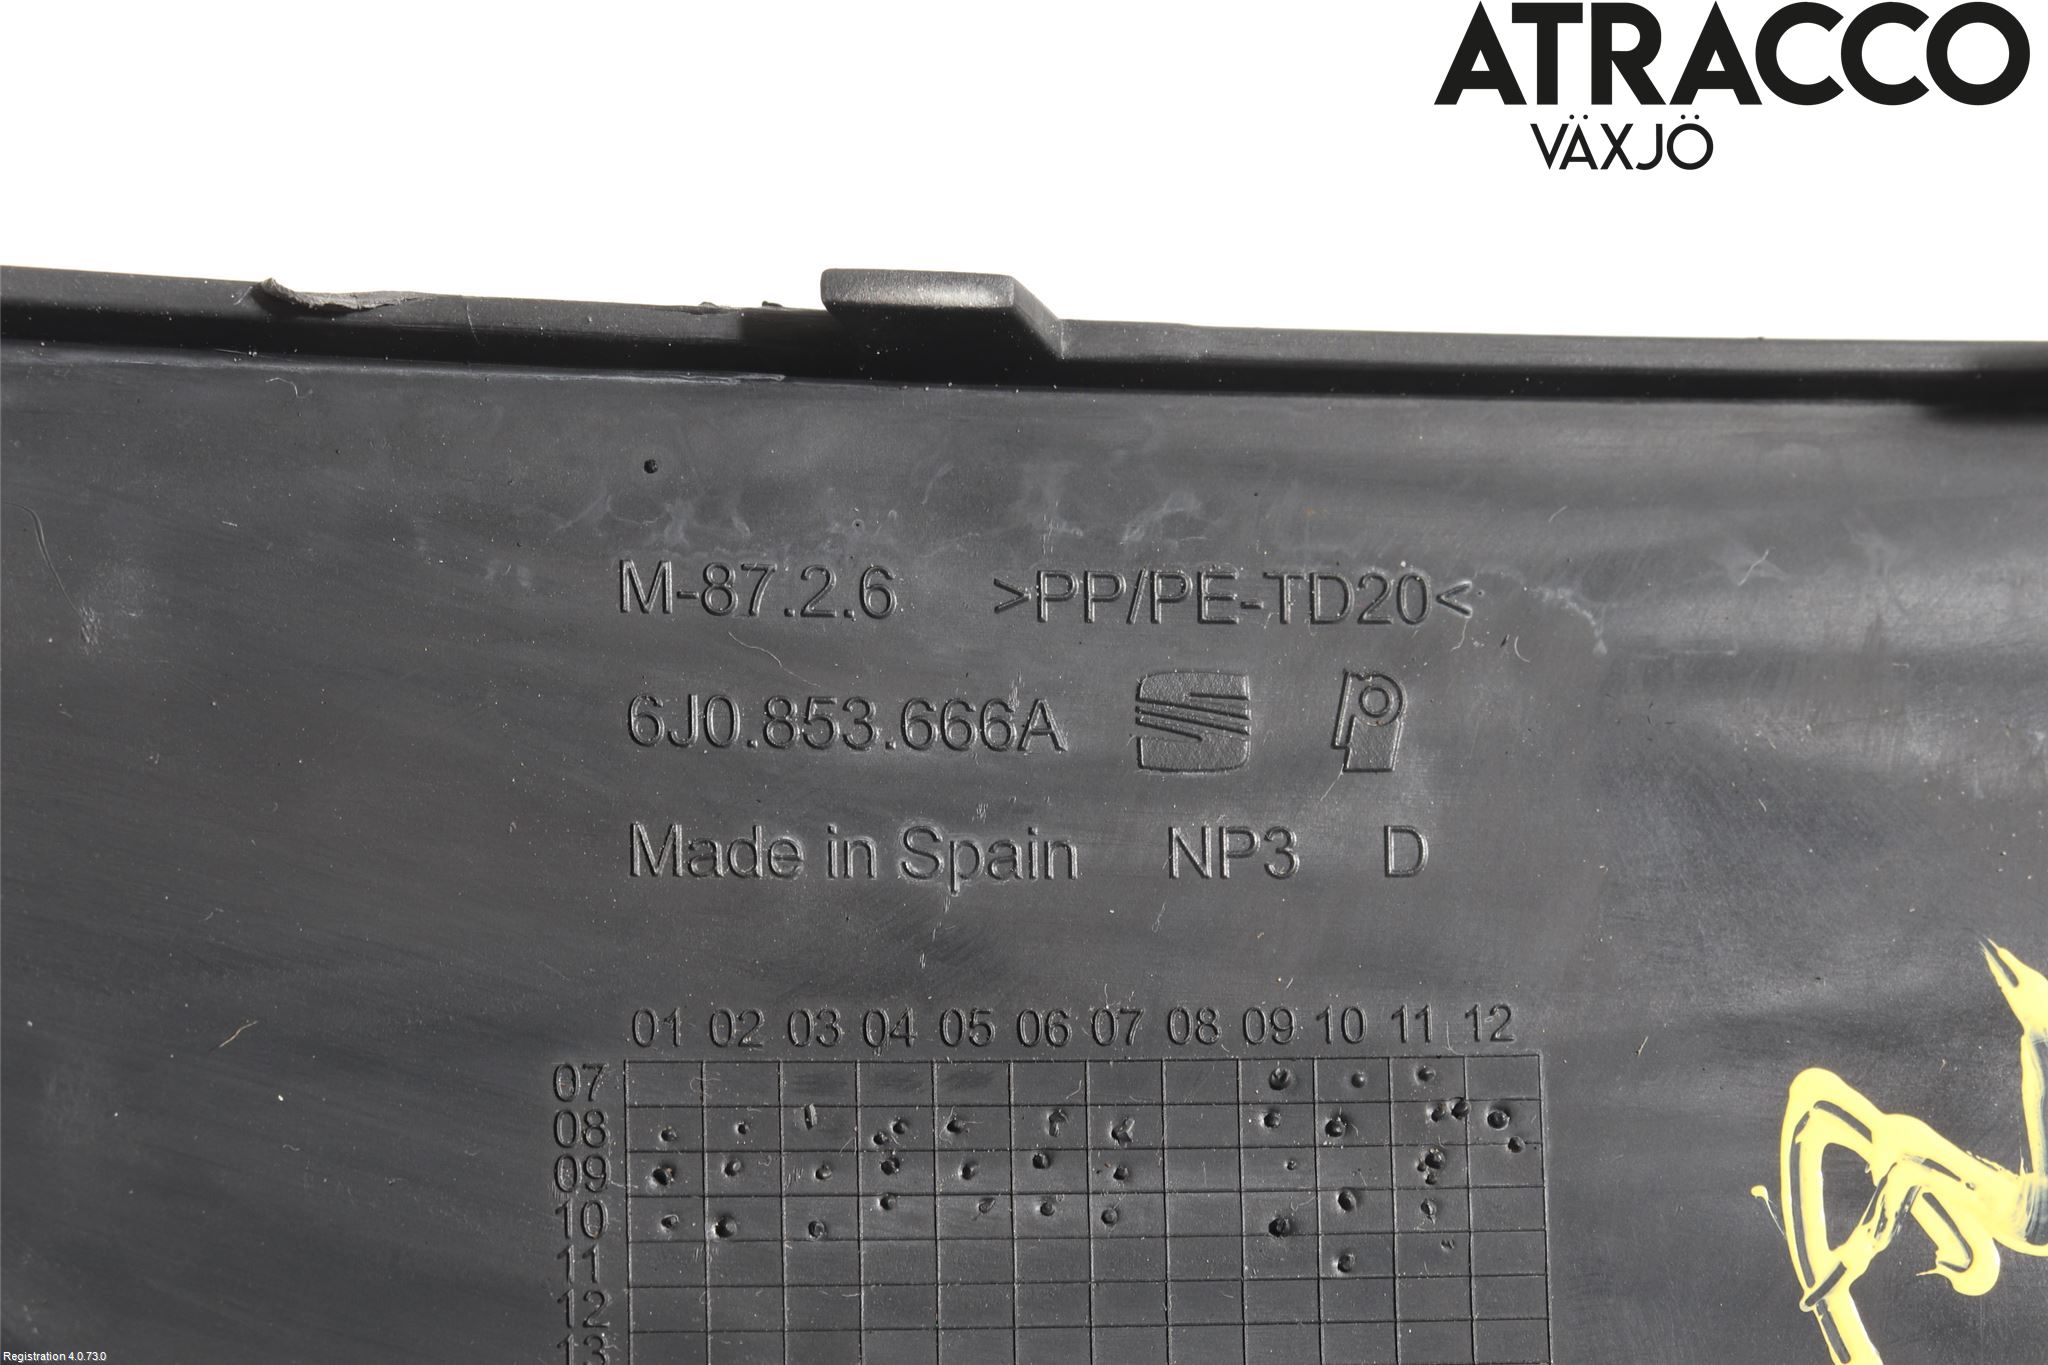 ATRACCO
VÄXJÖ
M-87.2.6 >PP/PE-TD20<
6J0.853.666A
Made in Spain NP3 D
01 02 03 04 05 06 07 08 09 10 11 12
07
08
09
10
11
12
13
Registration 4.0.73.0